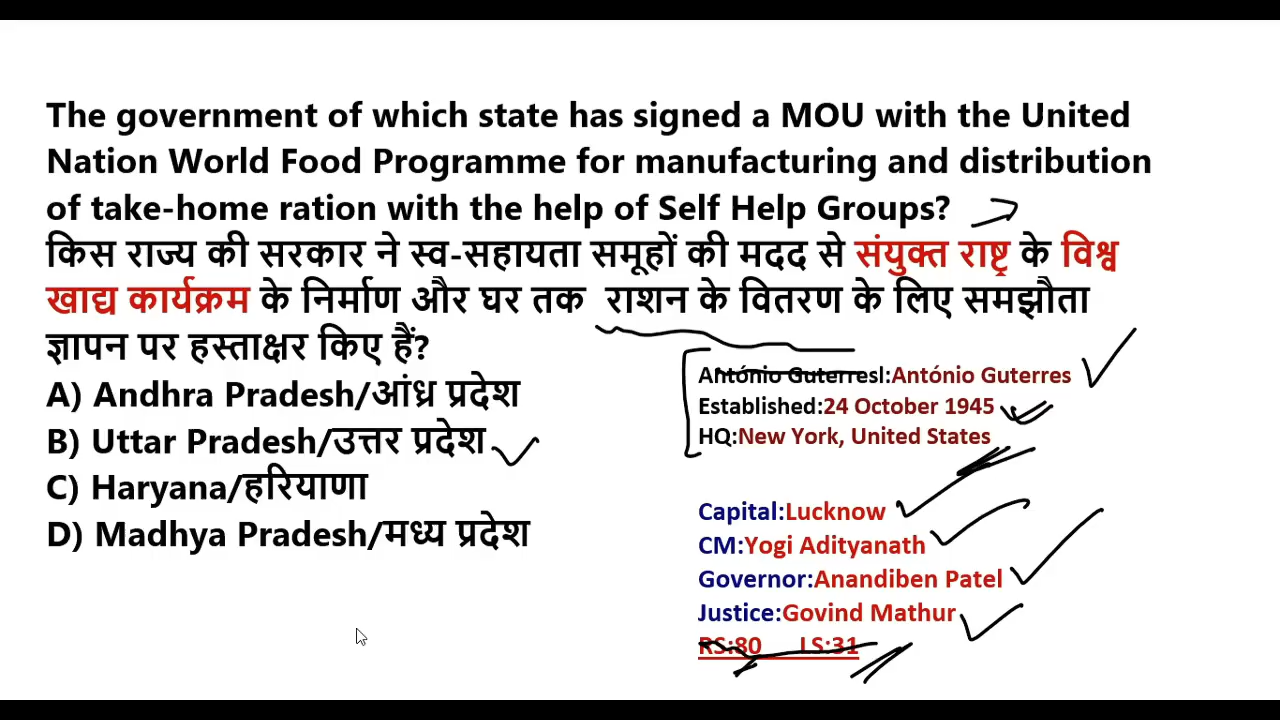 The government of which state has signed a MOU with the United
Nation World Food Programme for manufacturing and distribution
of take-home ration with the help of Self Help Groups?
किस राज्य की सरकार ने स्व-सहायता समूहों की मदद से संयुक्त राष्ट्र के विश्व
खाद्य कार्यक्रम के निर्माण और घर तक राशन के वितरण के लिए समझौता
ज्ञापन पर हस्ताक्षर किए हैं?
A) Andhra Pradesh/आंध्र प्रदेश
B) Uttar Pradesh/उत्तर प्रदेश
C) Haryana/हरियाणा
D) Madhya Pradesh/मध्य प्रदेश
António Guterresl:António Guterres
Established:24 October 1945
HQ:New York, United States
Capital:Lucknow
CM:Yogi Adityanath
Governor:Anandiben Patel
Justice:Govind Mathur
RS:80 LS:31